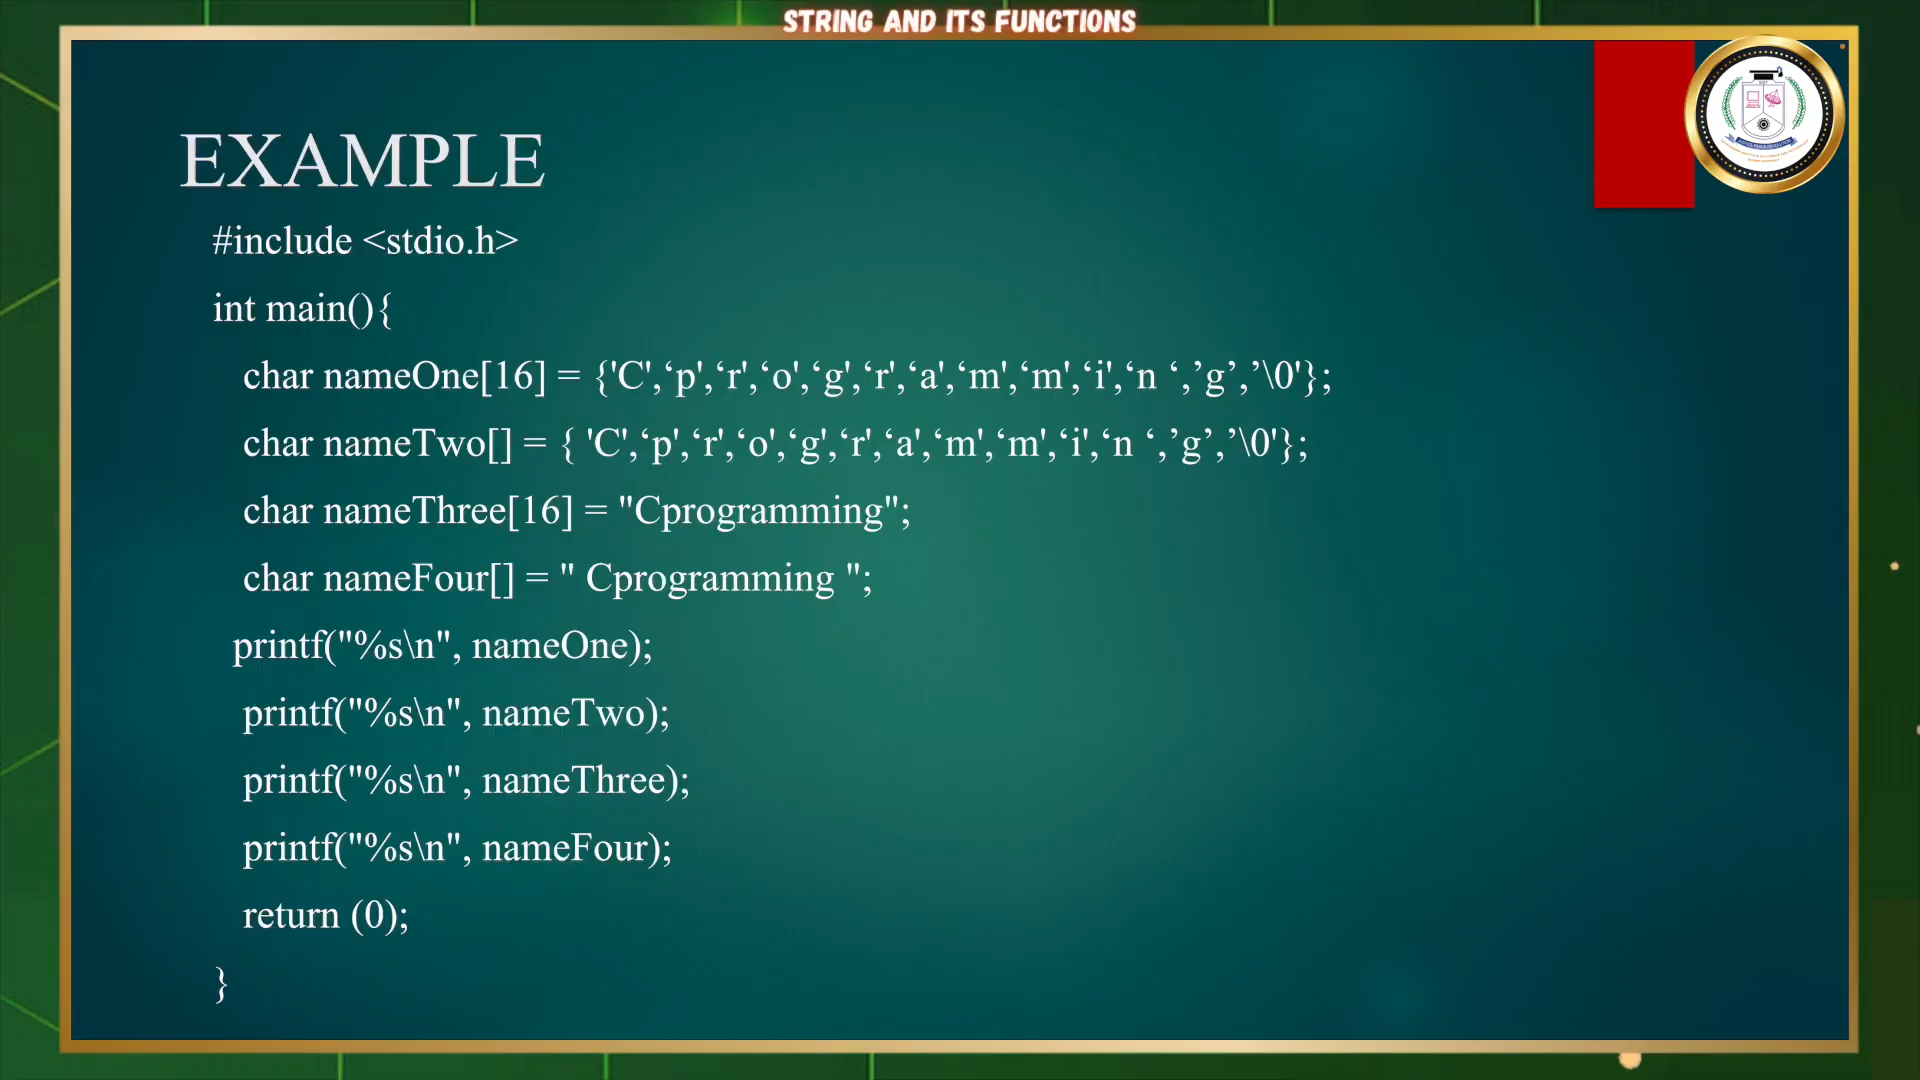 STRING AND ITS FUNCTIONS
EXAMPLE
#include <stdio.h>
int main(){
char nameOne[16] = {'C',‘p',‘r',‘o',‘g',‘r',‘a',‘m',‘m',‘i',‘n ‘,’g’,’\0'};
char nameTwo[] = { 'C',‘p',‘r',‘o',‘g',‘r',‘a',‘m',‘m',‘i',‘n ‘,’g’,’\0'};
char nameThree[16] = "Cprogramming";
char nameFour[] = " Cprogramming ";
printf("%s\n", nameOne);
printf("%s\n", nameTwo);
printf("%s\n", nameThree);
printf("%s\n", nameFour);
return (0);
}